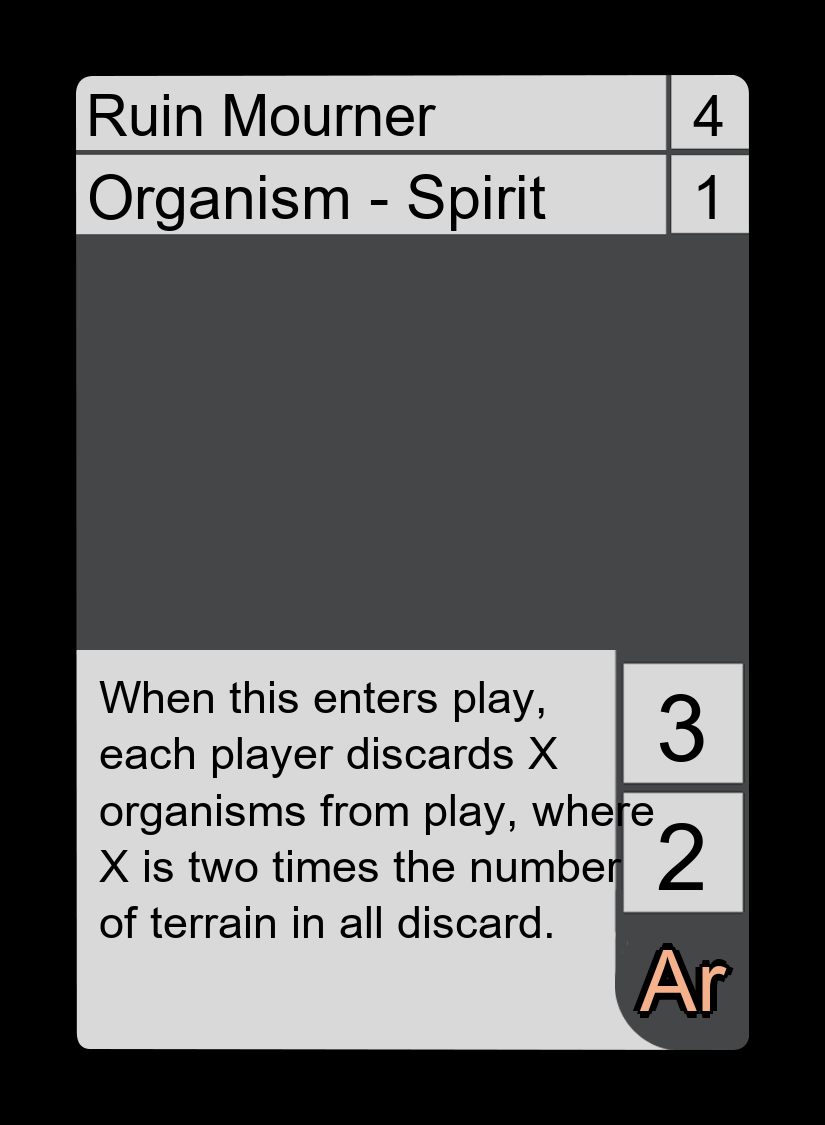 Ruin Mourner 4
Organism - Spirit 1
When this enters play,
each player discards X
organisms from play, where
X is two times the number
of terrain in all discard.
3
2
Ar